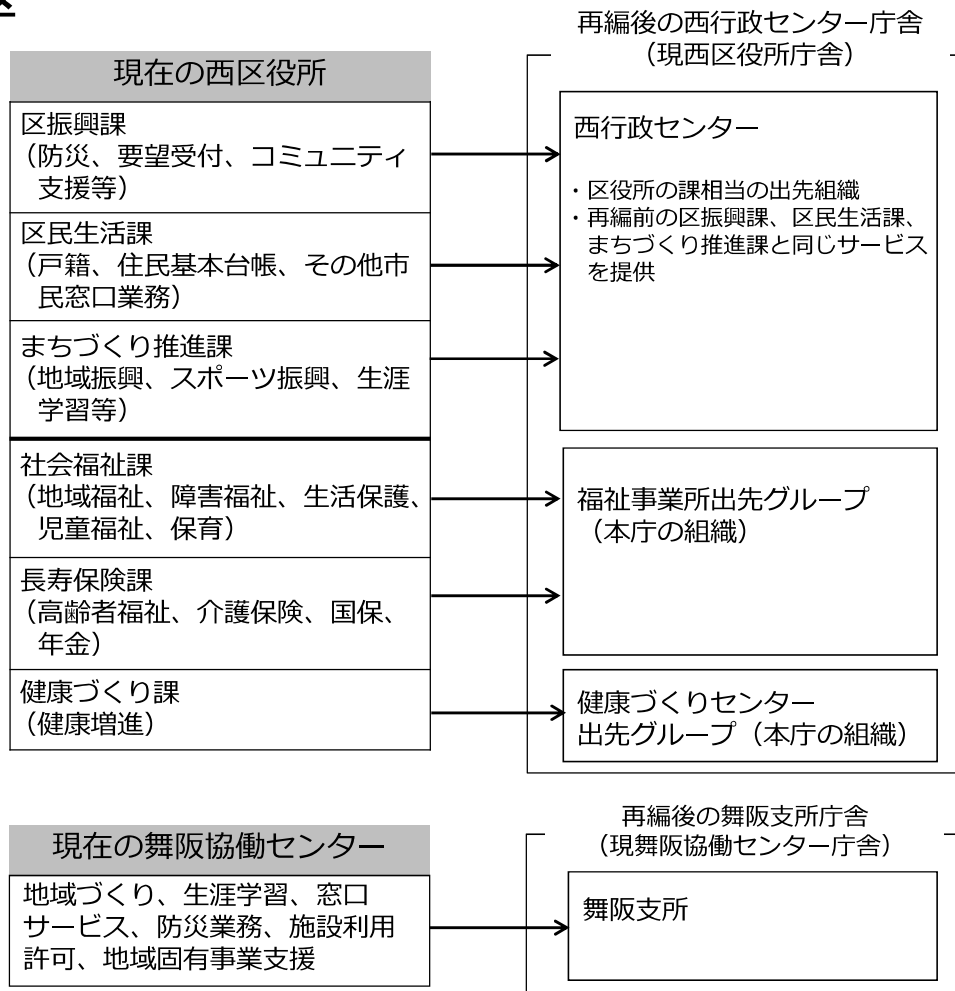 現在の西区役所
区振興課
(防災、要望受付、コミュニティ
支援等)
区民生活課
(戸籍、住民基本台帳、その他市
民窓口業務)
まちづくり推進課
(地域振興、スポーツ振興、生涯
学習等)
社会福祉課
(地域福祉、障害福祉、生活保護、
児童福祉、保育)
長寿保険課
(高齢者福祉、介護保険、国保、
年金)
健康づくり課
(健康増進)
再編後の西行政センター庁舎
(現西区役所庁舎)
西行政センター
・区役所の課相当の出先組織
・再編前の区振興課、区民生活課、
まちづくり推進課と同じサービス
を提供
福祉事業所出先グループ
(本庁の組織)
健康づくりセンター
出先グループ(本庁の組織)
現在の舞阪協働センター
地域づくり、生涯学習、窓口
サービス、防災業務、施設利用
許可、地域固有事業支援
再編後の舞阪支所庁舎
(現舞阪協働センター庁舎)
舞阪支所